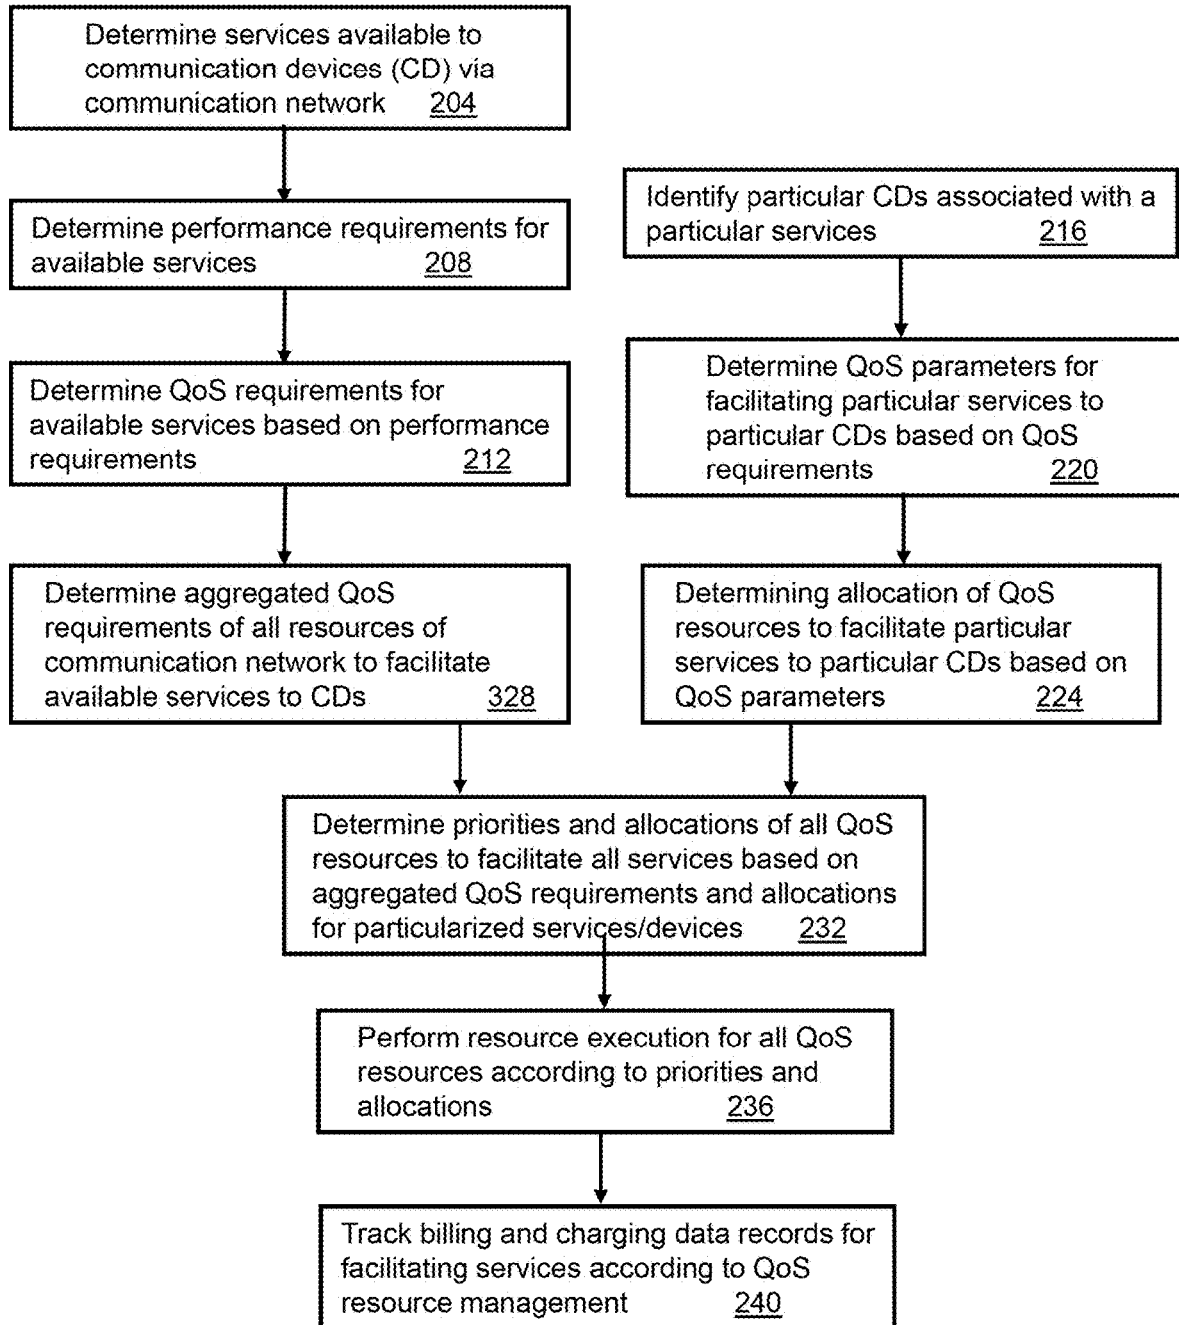 Determine services available to
communication devices (CD) via
communication network 204
Determine performance requirements for
available services 208
Determine QoS requirements for
available services based on performance
requirements 212
Determine aggregated QoS
requirements of all resources of
communication network to facilitate
available services to CDs 328
Identify particular CDs associated with a
particular services 216
Determine QoS parameters for
facilitating particular services to
particular CDs based on QoS
requirements 220
Determining allocation of QoS
resources to facilitate particular
services to particular CDs based on
QoS parameters 224
Determine priorities and allocations of all QoS
resources to facilitate all services based on
aggregated QoS requirements and allocations
for particularized services/devices 232
Perform resource execution for all QoS
resources according to priorities and
allocations 236
Track billing and charging data records for
facilitating services according to QoS
resource management 240